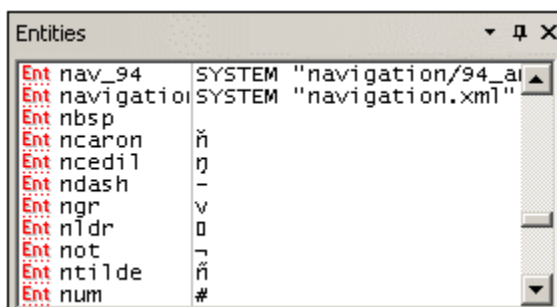 Entities
Ent nav_94 SYSTEM "navigation/94_a
Ent navigatio SYSTEM "navigation.xml"
Ent nbsp
Ent ncaron ň
Ent ncedil ņ
Ent ndash –
Ent ngr ν
Ent nldr
Ent not ¬
Ent ntilde ñ
Ent num #